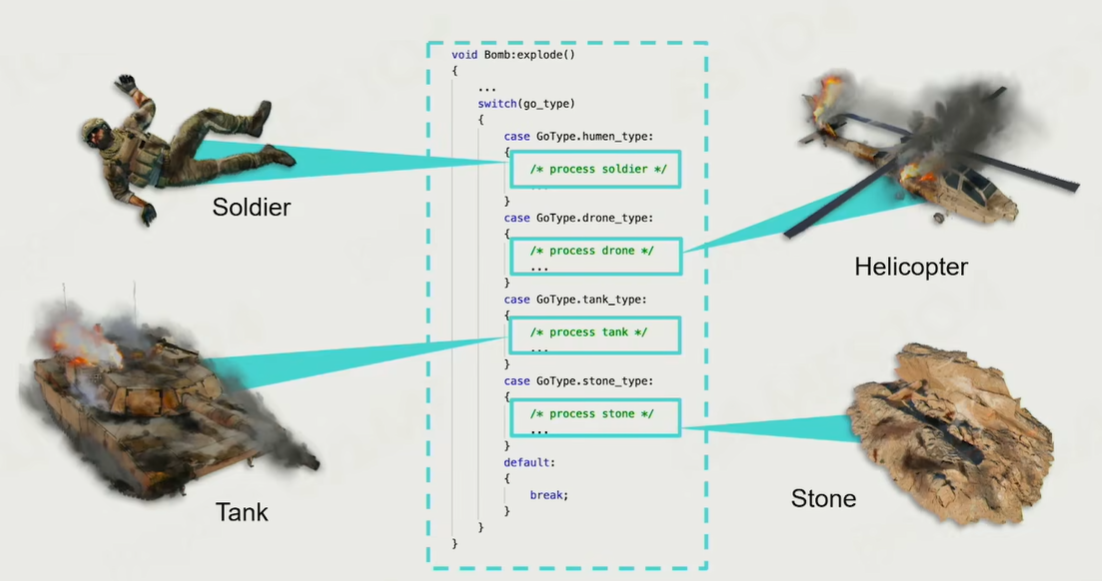 void Bomb:explode()
{
...
switch(go_type)
{
case GoType.humen_type:
{
/* process soldier */
...
}
case GoType.drone_type:
{
/* process drone */
...
}
case GoType.tank_type:
{
/* process tank */
...
}
case GoType.stone_type:
{
/* process stone */
...
}
default:
{
break;
}
}
}
Soldier
Helicopter
Tank
Stone